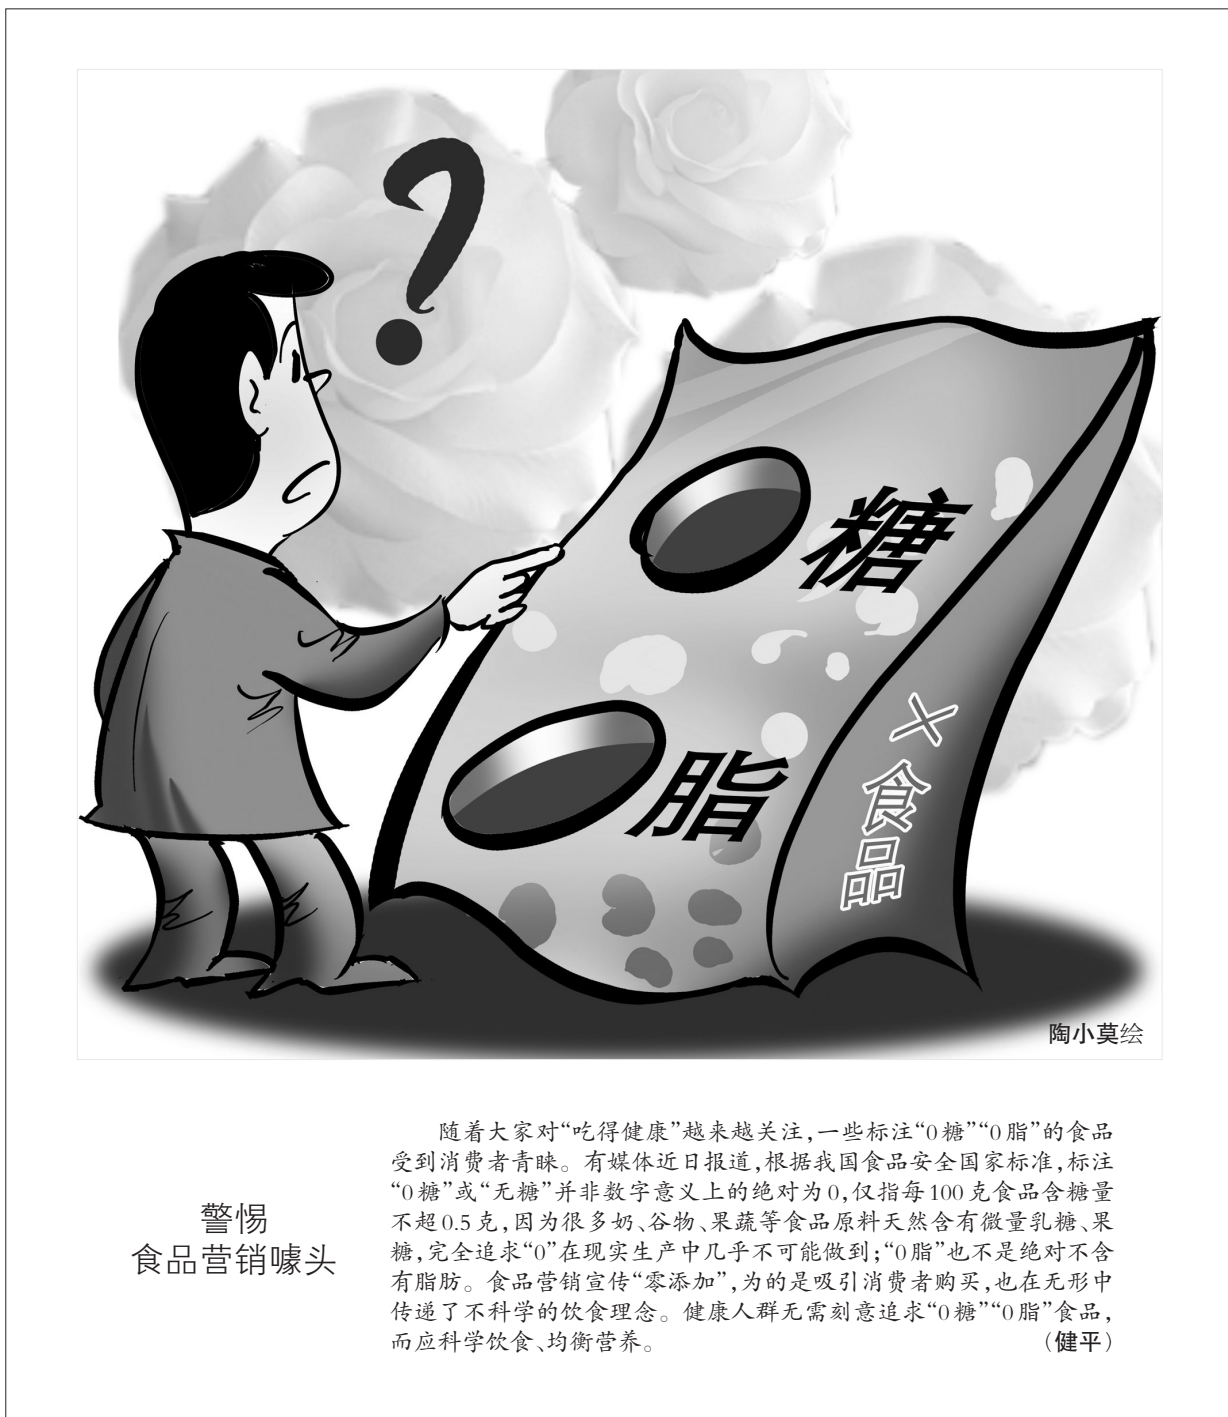 ?
糖
脂
×食品
陶小莫绘
警惕
食品营销噱头
随着大家对“吃得健康”越来越关注,一些标注“0糖”“0脂”的食品
受到消费者青睐。有媒体近日报道,根据我国食品安全国家标准,标注
“0糖”或“无糖”并非数字意义上的绝对为0,仅指每100克食品含糖量
不超0.5克,因为很多奶、谷物、果蔬等食品原料天然含有微量乳糖、果
糖,完全追求“0”在现实生产中几乎不可能做到;“0脂”也不是绝对不含
有脂肪。食品营销宣传“零添加”,为的是吸引消费者购买,也在无形中
传递了不科学的饮食理念。健康人群无需刻意追求“0糖”“0脂”食品,
而应科学饮食、均衡营养。 (健平)